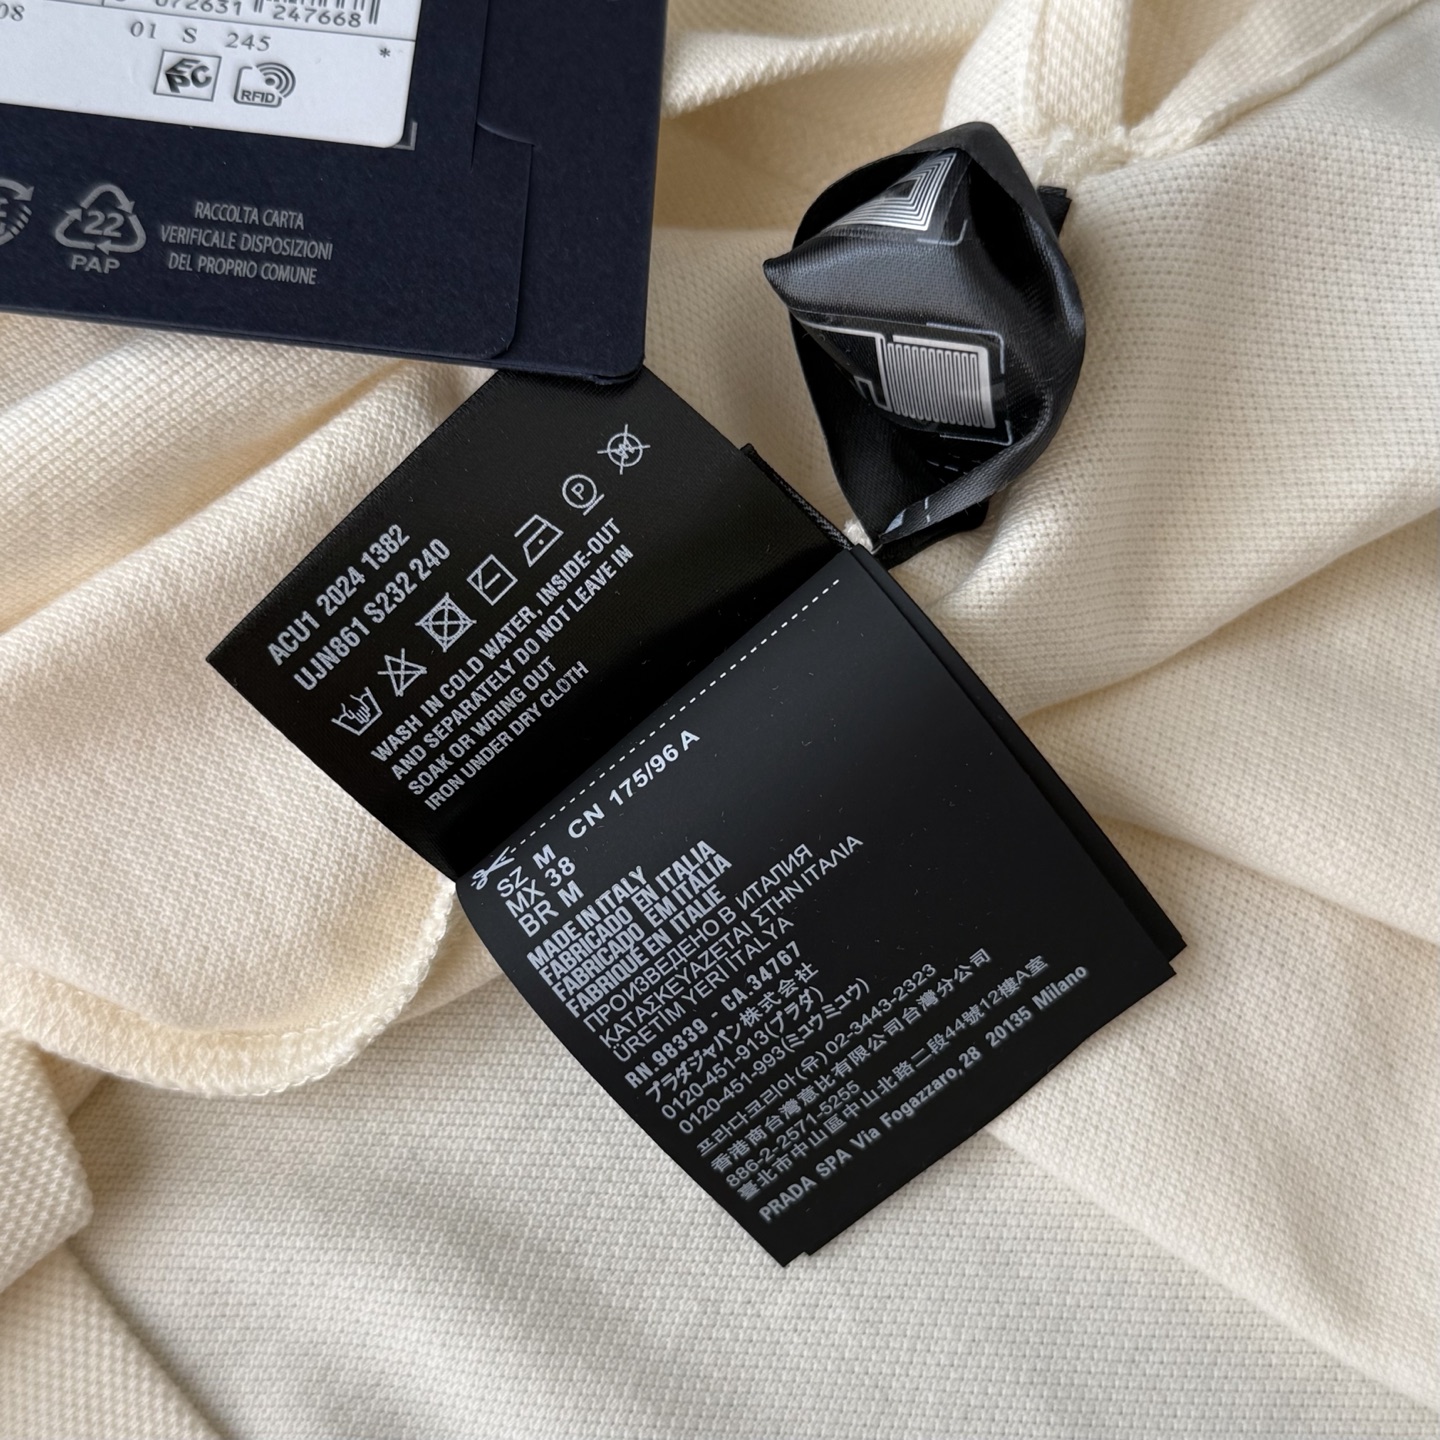 072631 247668
01 S 245
*
EPC
RFID
22
PAP
RACCOLTA CARTA
VERIFICALE DISPOSIZIONI
DEL PROPRIO COMUNE
ACU1 2024 1382
UJN861 S232 240
P
WASH IN COLD WATER, INSIDE-OUT
AND SEPARATELY DO NOT LEAVE IN
SOAK OR WRING OUT
IRON UNDER DRY CLOTH
SZ M CN 175/96 A
MX 38
BR M
MADE IN ITALY
FABRICADO EN ITALIA
FABRICADO EM ITÁLIA
FABRIQUE EN ITALIE
ПРОИЗВЕДЕНО В ИТАЛИЯ
ΚΑΤΑΣΚΕΥΑΖΕΤΑΙ ΣΤΗΝ ΙΤΑΛΙΑ
ÜRETİM YERİ İTALYA
RN.98339 - CA.34767
プラダジャパン株式会社
0120-451-913(プラダ)
0120-451-993(ミュウミュウ)
프라다코리아(유) 02-3443-2323
香港商台灣意比有限公司台灣分公司
886-2-2571-5255
臺北市中山區中山北路二段44號12樓A室
PRADA SPA Via Fogazzaro,28 20135 Milano